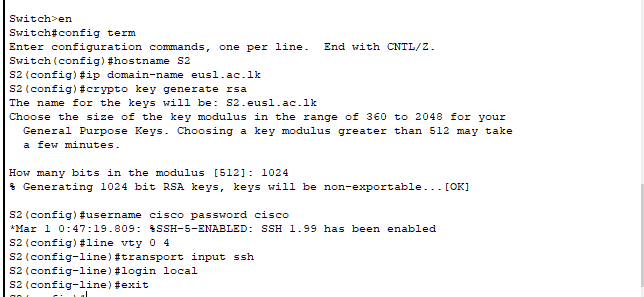 Switch>en
Switch#config term
Enter configuration commands, one per line.  End with CNTL/Z.
Switch(config)#hostname S2
S2(config)#ip domain-name eusl.ac.lk
S2(config)#crypto key generate rsa
The name for the keys will be: S2.eusl.ac.lk
Choose the size of the key modulus in the range of 360 to 2048 for your
  General Purpose Keys. Choosing a key modulus greater than 512 may take
  a few minutes.
How many bits in the modulus [512]: 1024
% Generating 1024 bit RSA keys, keys will be non-exportable...[OK]
S2(config)#username cisco password cisco
*Mar 1 0:47:19.809: %SSH-5-ENABLED: SSH 1.99 has been enabled
S2(config)#line vty 0 4
S2(config-line)#transport input ssh
S2(config-line)#login local
S2(config-line)#exit